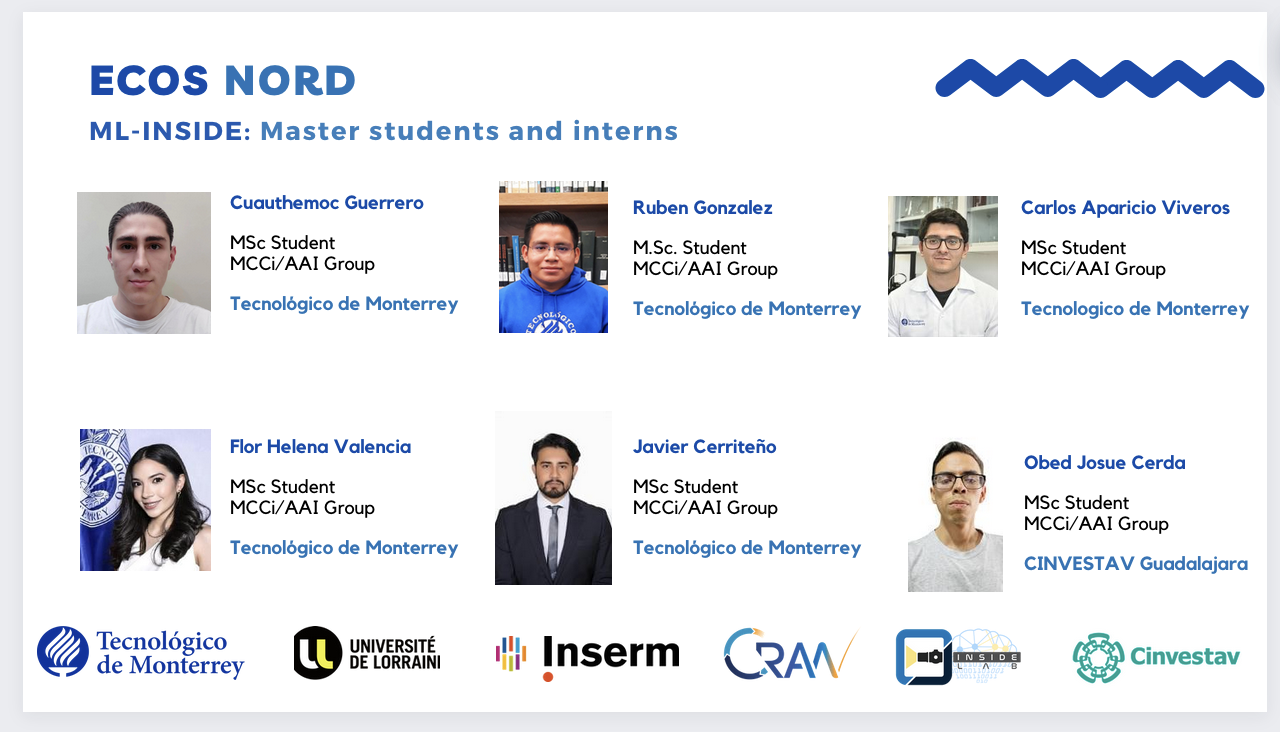 ECOS NORD
ML-INSIDE: Master students and interns
Cuauthemoc Guerrero
MSc Student
MCCi/AAI Group
Tecnológico de Monterrey
Ruben Gonzalez
M.Sc. Student
MCCi/AAI Group
Tecnológico de Monterrey
Carlos Aparicio Viveros
MSc Student
MCCi/AAI Group
Tecnologico de Monterrey
Flor Helena Valencia
MSc Student
MCCi/AAI Group
Tecnológico de Monterrey
Javier Cerriteño
MSc Student
MCCi/AAI Group
Tecnológico de Monterrey
Obed Josue Cerda
MSc Student
MCCi/AAI Group
CINVESTAV Guadalajara
TECNOLÓGICO
TECNOLÓGICO
Tecnológico
de Monterrey
UNIVERSITÉ
DE LORRAINE
Inserm
CRAN
INSIDE
LAB
Cinvestav